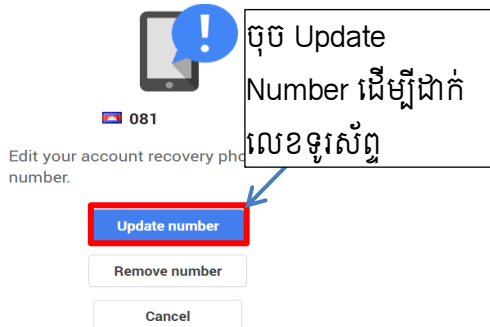 ចុច Update
Number ដើម្បីដាក់
លេខទូរស័ព្ទ
081
Edit your account recovery pho
number.
Update number
Remove number
Cancel